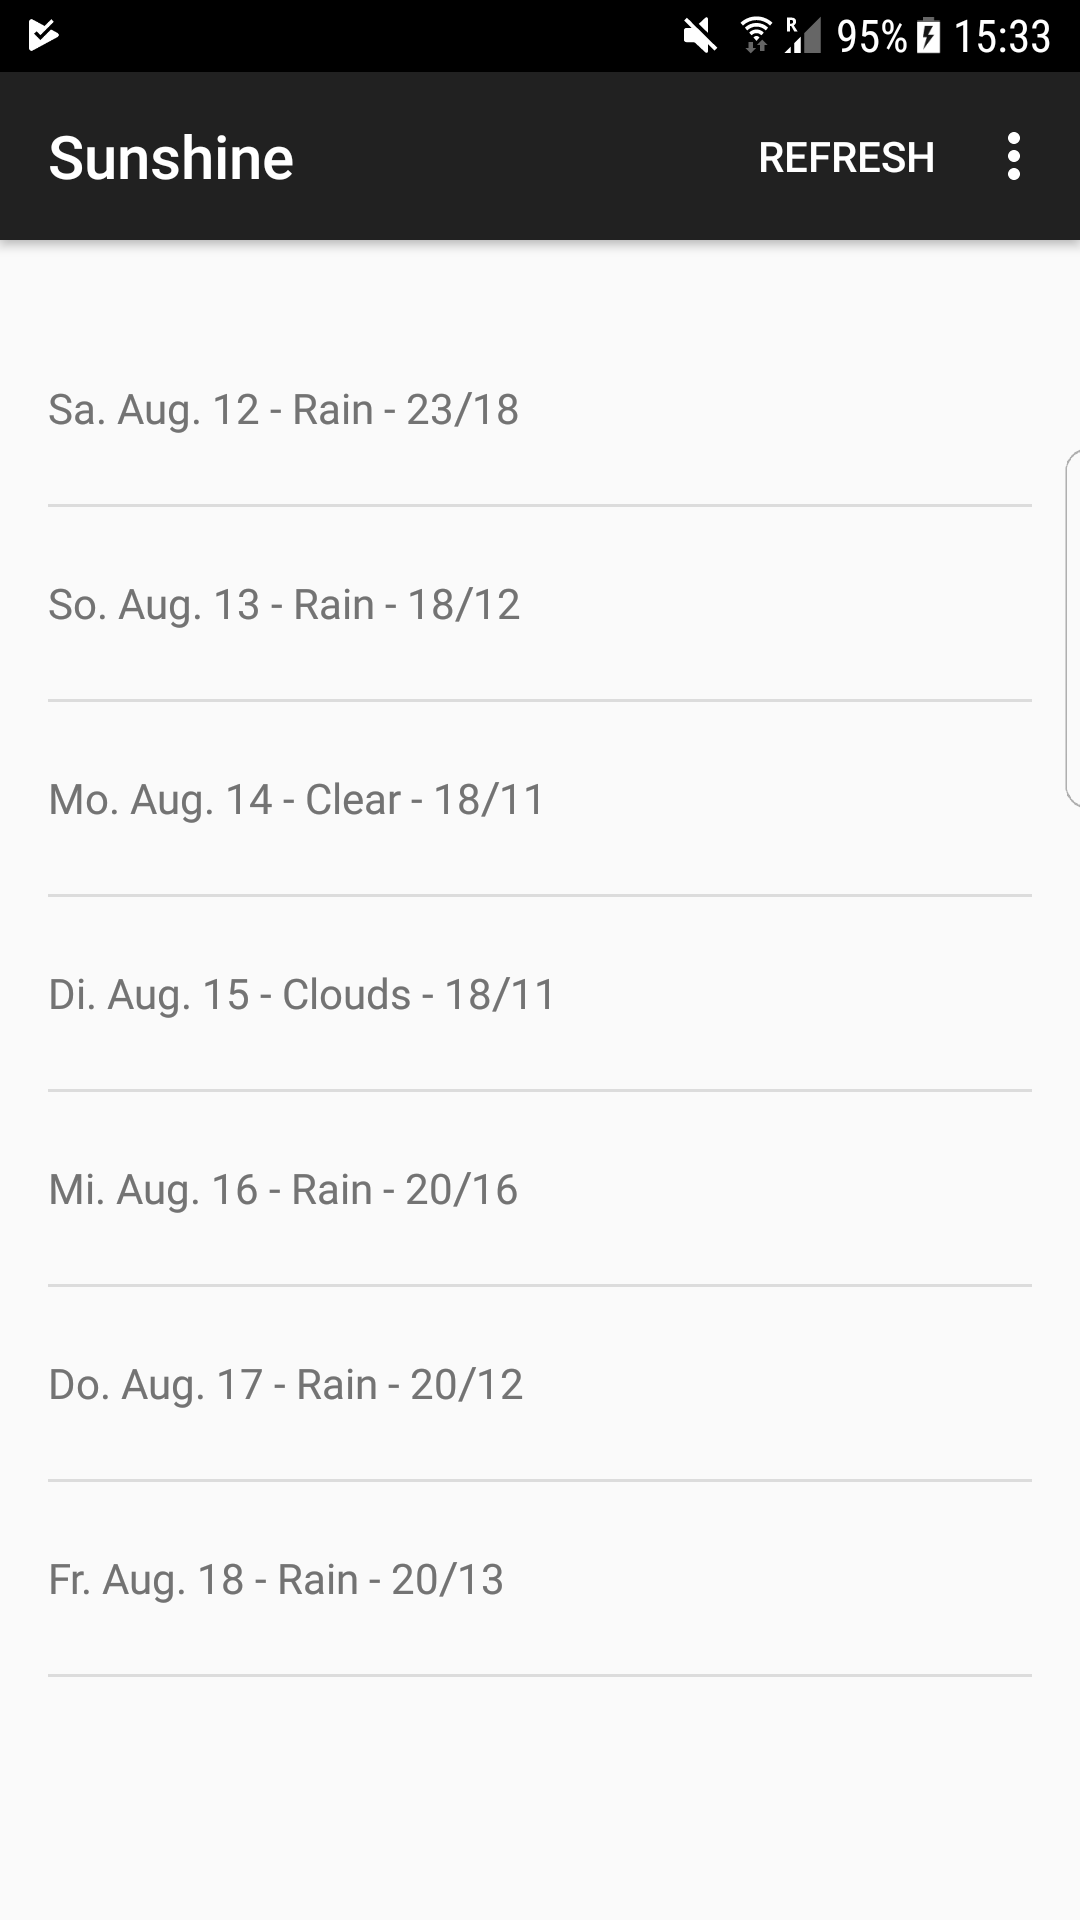 R 95% 15:33
Sunshine REFRESH
Sa. Aug. 12 - Rain - 23/18
So. Aug. 13 - Rain - 18/12
Mo. Aug. 14 - Clear - 18/11
Di. Aug. 15 - Clouds - 18/11
Mi. Aug. 16 - Rain - 20/16
Do. Aug. 17 - Rain - 20/12
Fr. Aug. 18 - Rain - 20/13